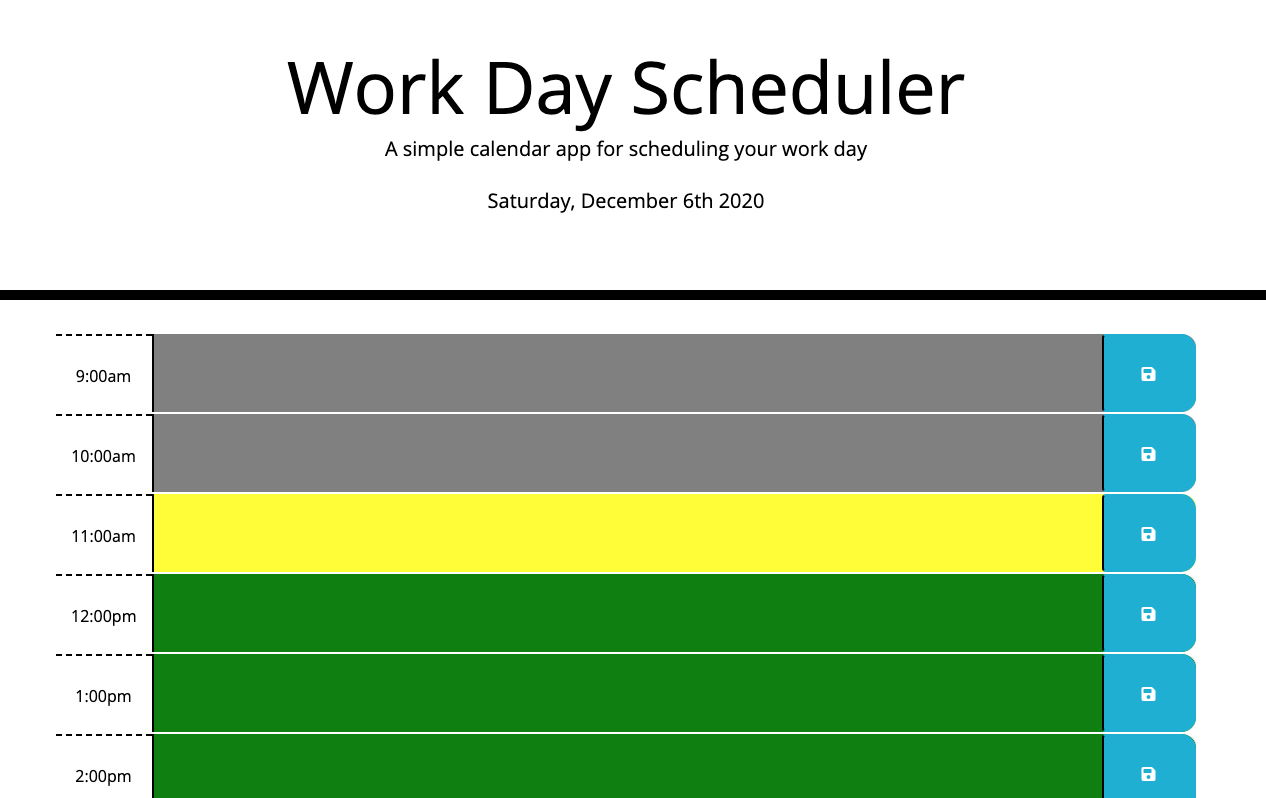 Work Day Scheduler
A simple calendar app for scheduling your work day
Saturday, December 6th 2020
9:00am
10:00am
11:00am
12:00pm
1:00pm
2:00pm